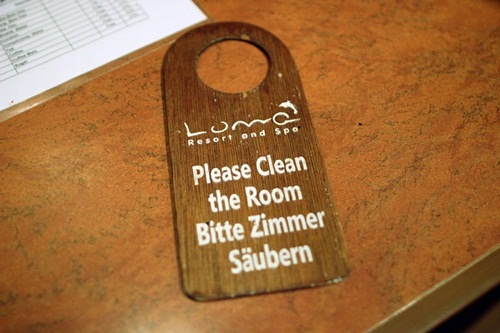 Luma
Resort and Spa
Please Clean
the Room
Bitte Zimmer
Säubern